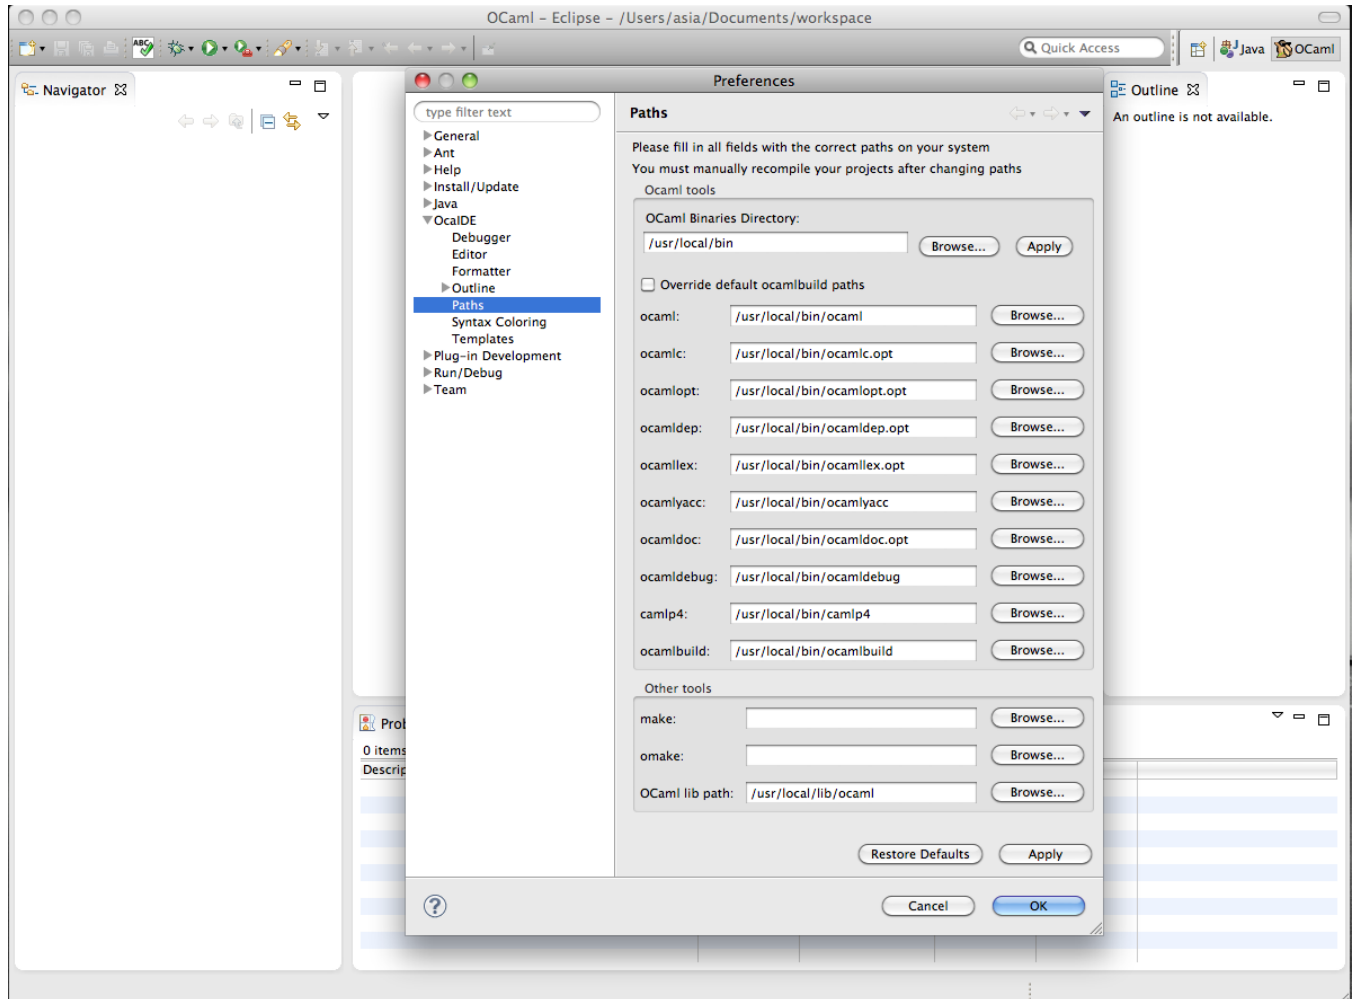 OCaml – Eclipse – /Users/asia/Documents/workspace
ABC
Quick Access
Java
OCaml
Navigator
Preferences
Outline
An outline is not available.
type filter text
General
Ant
Help
Install/Update
Java
OcaIDE
Debugger
Editor
Formatter
Outline
Paths
Syntax Coloring
Templates
Plug-in Development
Run/Debug
Team
Paths
Please fill in all fields with the correct paths on your system
You must manually recompile your projects after changing paths
Ocaml tools
OCaml Binaries Directory:
/usr/local/bin Browse... Apply
Override default ocamlbuild paths
ocaml: /usr/local/bin/ocaml Browse...
ocamlc: /usr/local/bin/ocamlc.opt Browse...
ocamlopt: /usr/local/bin/ocamlopt.opt Browse...
ocamldep: /usr/local/bin/ocamldep.opt Browse...
ocamllex: /usr/local/bin/ocamllex.opt Browse...
ocamlyacc: /usr/local/bin/ocamlyacc Browse...
ocamldoc: /usr/local/bin/ocamldoc.opt Browse...
ocamldebug: /usr/local/bin/ocamldebug Browse...
camlp4: /usr/local/bin/camlp4 Browse...
ocamlbuild: /usr/local/bin/ocamlbuild Browse...
Other tools
make: Browse...
omake: Browse...
OCaml lib path: /usr/local/lib/ocaml Browse...
Restore Defaults Apply
? Cancel OK
Prob
0 items
Descrip